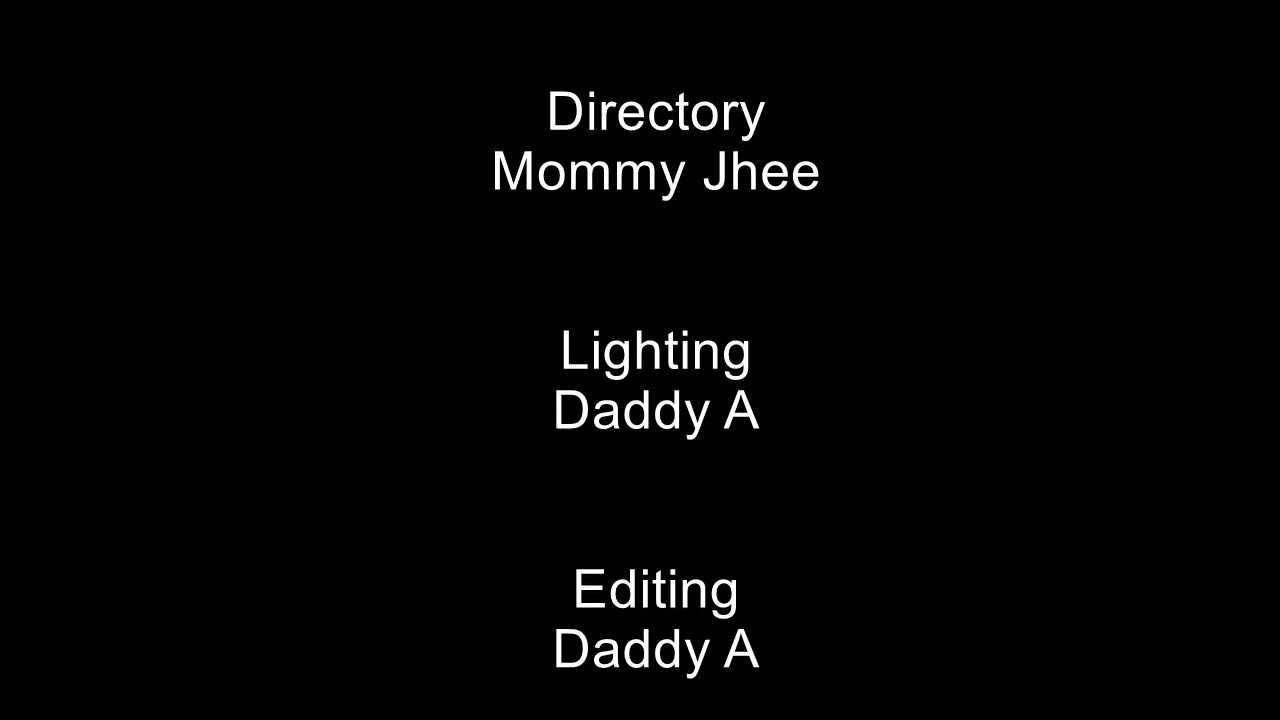 Directory
Mommy Jhee
Lighting
Daddy A
Editing
Daddy A